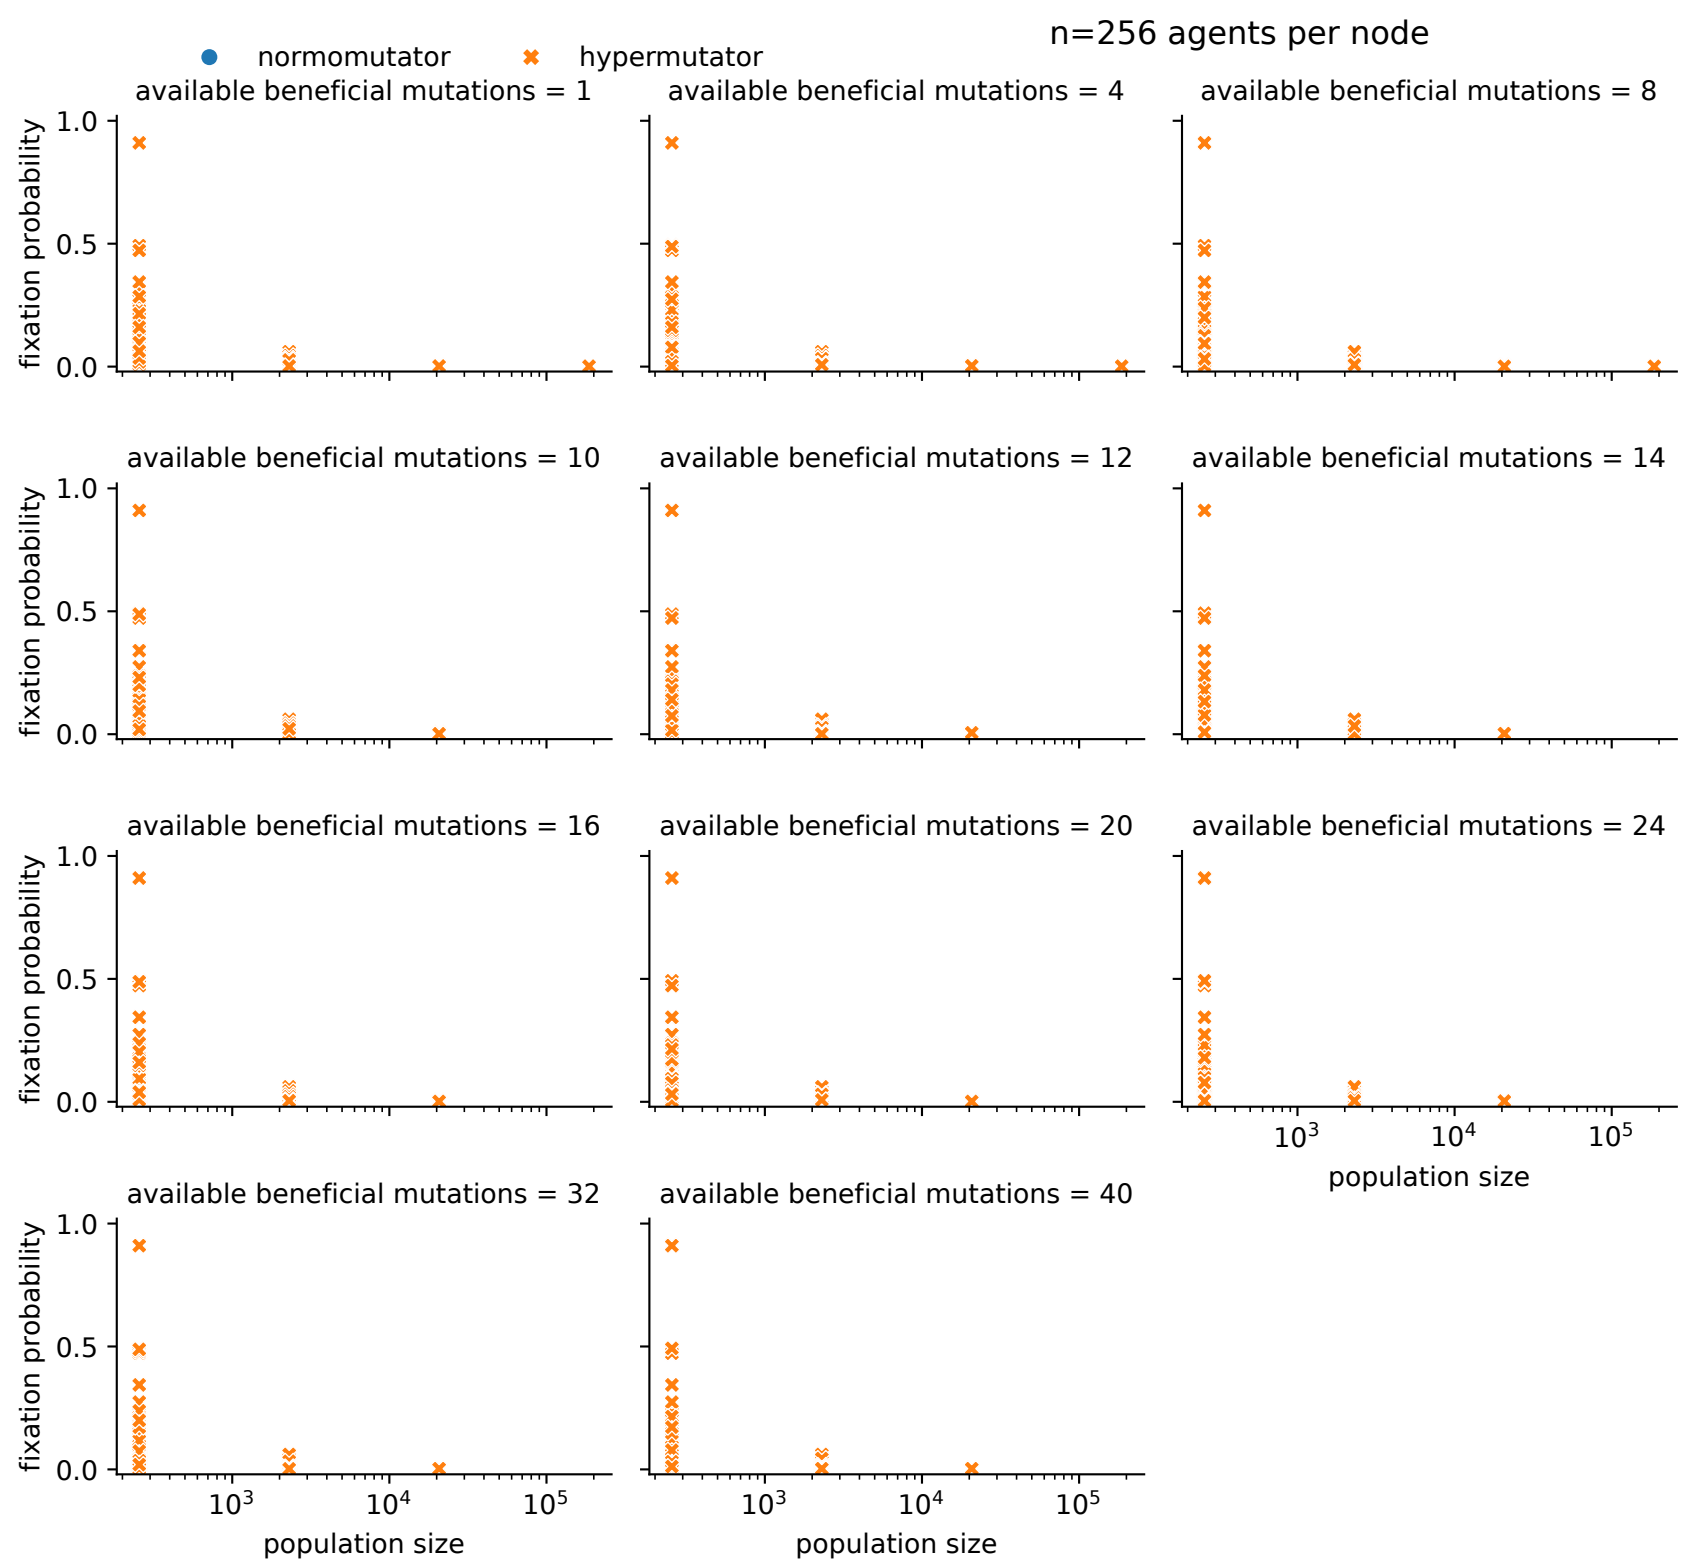 n=256 agents per node
normomutator hypermutator
available beneficial mutations = 1 available beneficial mutations = 4 available beneficial mutations = 8
fixation probability
1.0
0.5
0.0
available beneficial mutations = 10 available beneficial mutations = 12 available beneficial mutations = 14
fixation probability
1.0
0.5
0.0
available beneficial mutations = 16 available beneficial mutations = 20 available beneficial mutations = 24
fixation probability
1.0
0.5
0.0
10³ 10⁴ 10⁵
population size
available beneficial mutations = 32 available beneficial mutations = 40
fixation probability
1.0
0.5
0.0
10³ 10⁴ 10⁵ 10³ 10⁴ 10⁵
population size population size